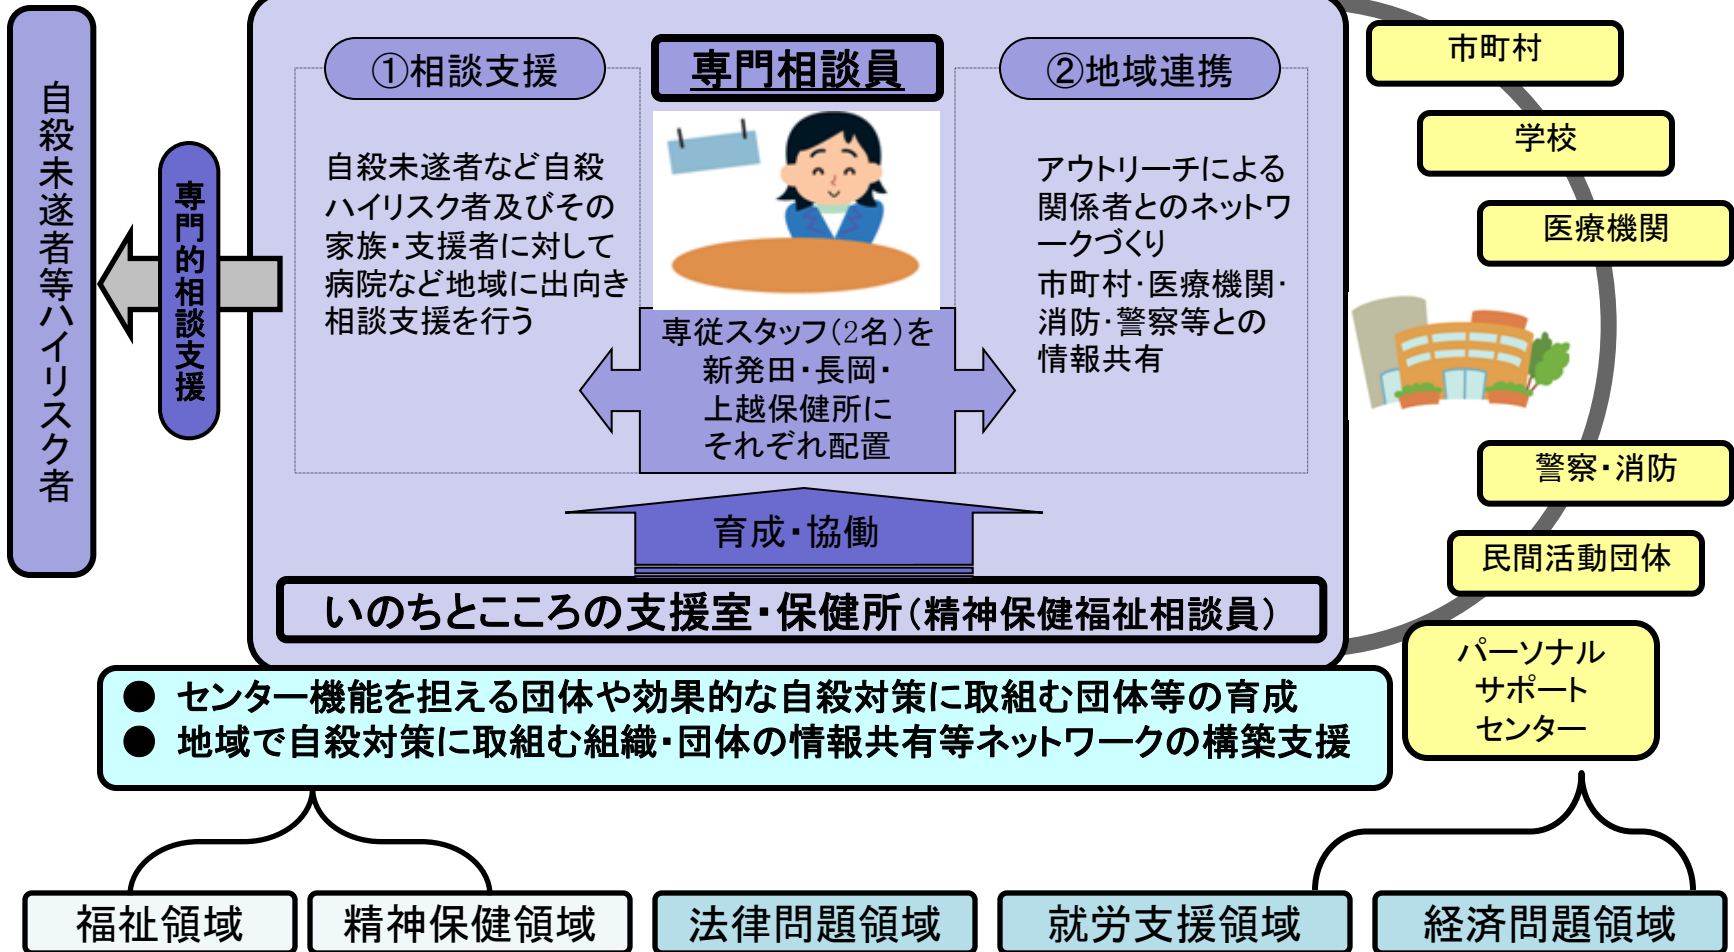 自殺未遂者等ハイリスク者
専門的相談支援
①相談支援
自殺未遂者など自殺
ハイリスク者及びその
家族・支援者に対して
病院など地域に出向き
相談支援を行う
専門相談員
専従スタッフ(2名)を
新発田・長岡・
上越保健所に
それぞれ配置
②地域連携
アウトリーチによる
関係者とのネットワ
ークづくり
市町村・医療機関・
消防・警察等との
情報共有
育成・協働
いのちとこころの支援室・保健所(精神保健福祉相談員)
市町村
学校
医療機関
警察・消防
民間活動団体
パーソナル
サポート
センター
● センター機能を担える団体や効果的な自殺対策に取組む団体等の育成
● 地域で自殺対策に取組む組織・団体の情報共有等ネットワークの構築支援
福祉領域
精神保健領域
法律問題領域
就労支援領域
経済問題領域